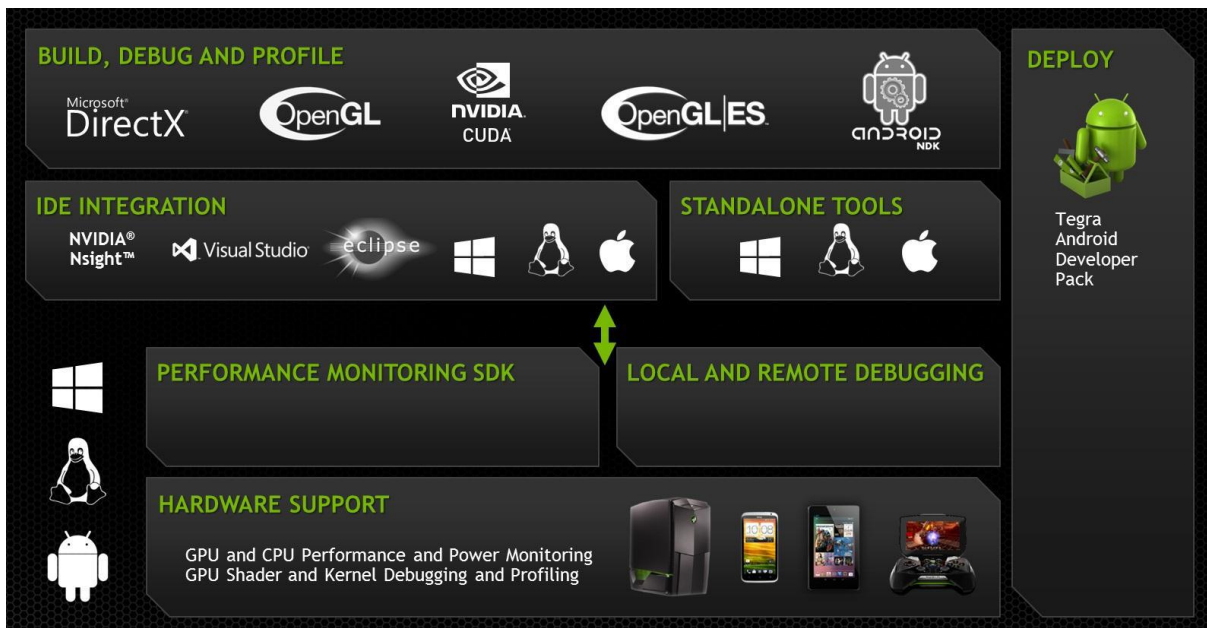 BUILD, DEBUG AND PROFILE
Microsoft®
DirectX®
OpenGL
NVIDIA.
CUDA
OpenGL|ES.
ANDROID
NDK
DEPLOY
Tegra
Android
Developer
Pack
IDE INTEGRATION
NVIDIA®
Nsight™
Visual Studio
eclipse
STANDALONE TOOLS
PERFORMANCE MONITORING SDK
LOCAL AND REMOTE DEBUGGING
HARDWARE SUPPORT
GPU and CPU Performance and Power Monitoring
GPU Shader and Kernel Debugging and Profiling
10:08